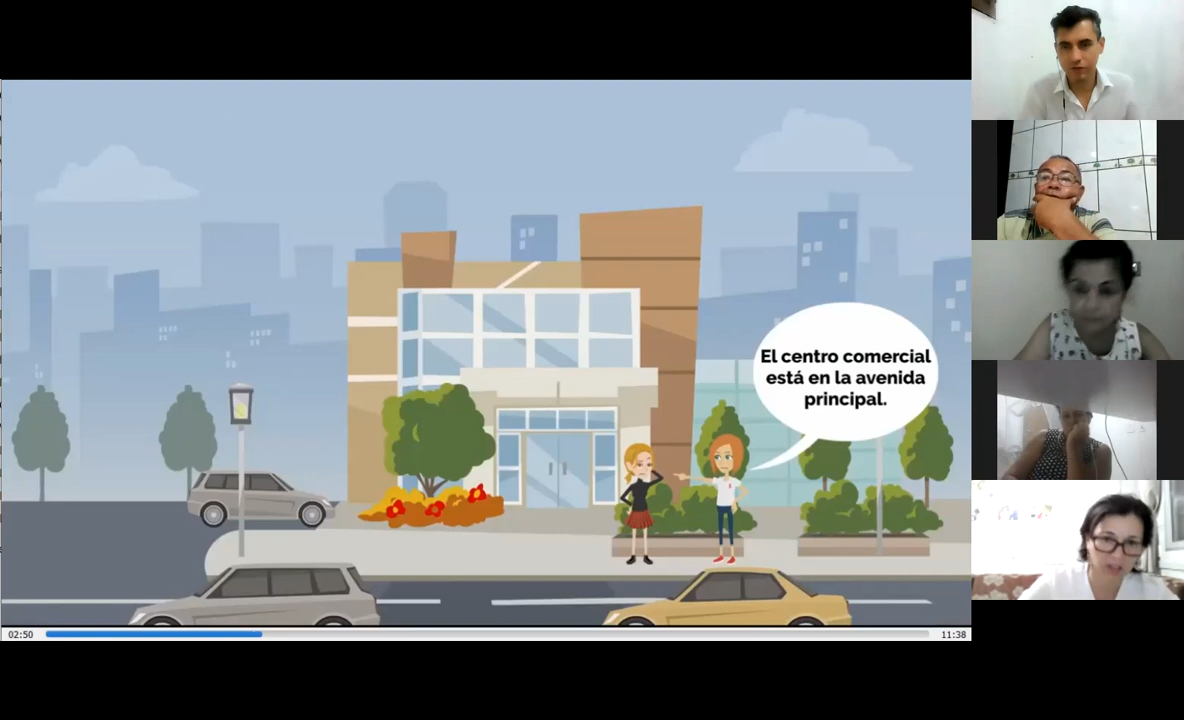 El centro comercial
está en la avenida
principal.
02:50
11:38